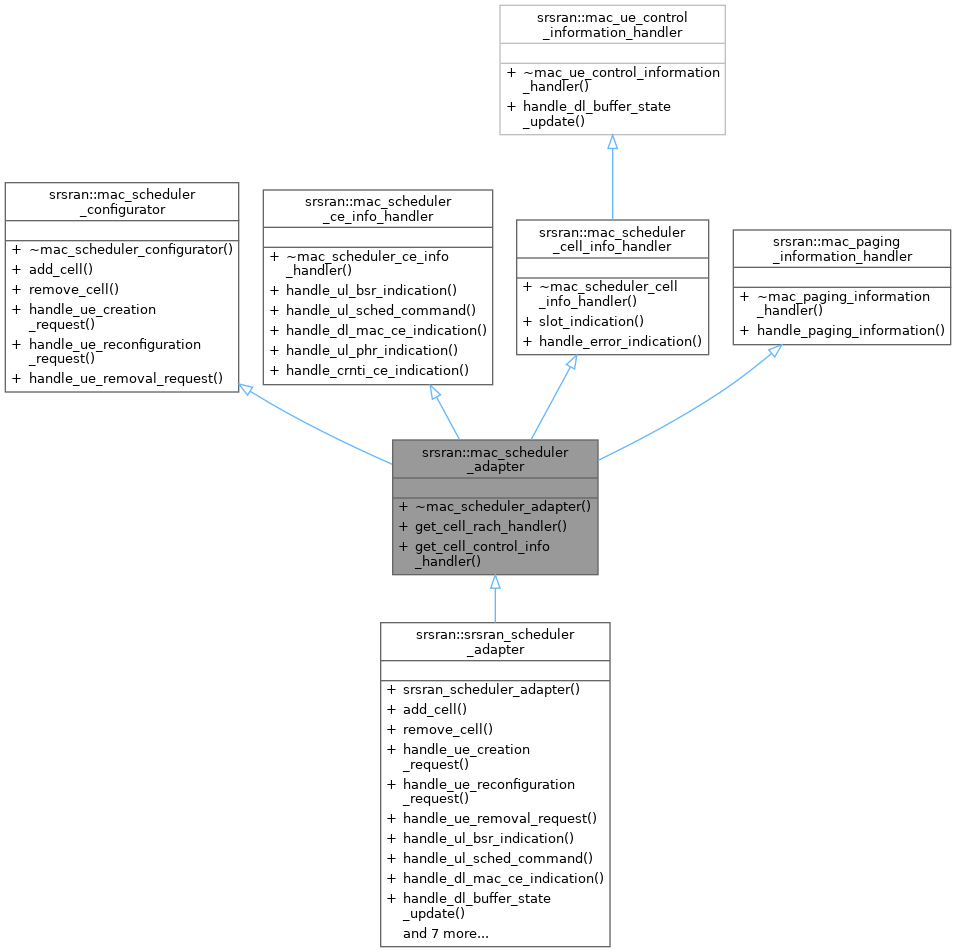 srsran::mac_ue_control
_information_handler
+ ~mac_ue_control_information
_handler()
+ handle_dl_buffer_state
_update()
srsran::mac_scheduler
_configurator
+ ~mac_scheduler_configurator()
+ add_cell()
+ remove_cell()
+ handle_ue_creation
_request()
+ handle_ue_reconfiguration
_request()
+ handle_ue_removal_request()
srsran::mac_scheduler
_ce_info_handler
+ ~mac_scheduler_ce_info
_handler()
+ handle_ul_bsr_indication()
+ handle_ul_sched_command()
+ handle_dl_mac_ce_indication()
+ handle_ul_phr_indication()
+ handle_crnti_ce_indication()
srsran::mac_scheduler
_cell_info_handler
+ ~mac_scheduler_cell
_info_handler()
+ slot_indication()
+ handle_error_indication()
srsran::mac_paging
_information_handler
+ ~mac_paging_information
_handler()
+ handle_paging_information()
srsran::mac_scheduler
_adapter
+ ~mac_scheduler_adapter()
+ get_cell_rach_handler()
+ get_cell_control_info
_handler()
srsran::srsran_scheduler
_adapter
+ srsran_scheduler_adapter()
+ add_cell()
+ remove_cell()
+ handle_ue_creation
_request()
+ handle_ue_reconfiguration
_request()
+ handle_ue_removal_request()
+ handle_ul_bsr_indication()
+ handle_ul_sched_command()
+ handle_dl_mac_ce_indication()
+ handle_dl_buffer_state
_update()
and 7 more...